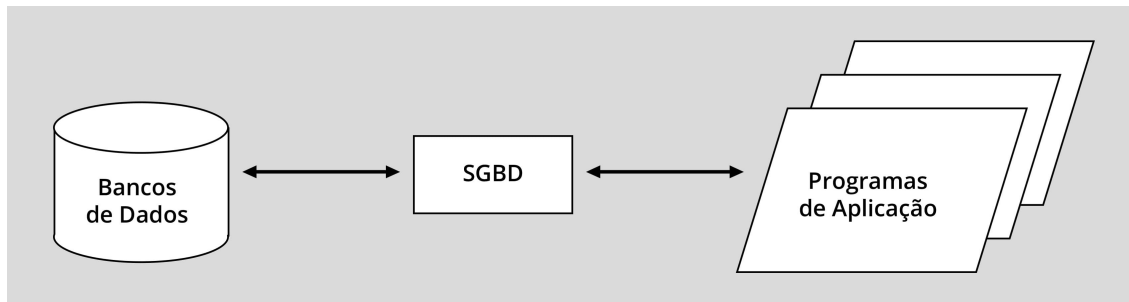 Bancos
de Dados
SGBD
Programas
de Aplicação